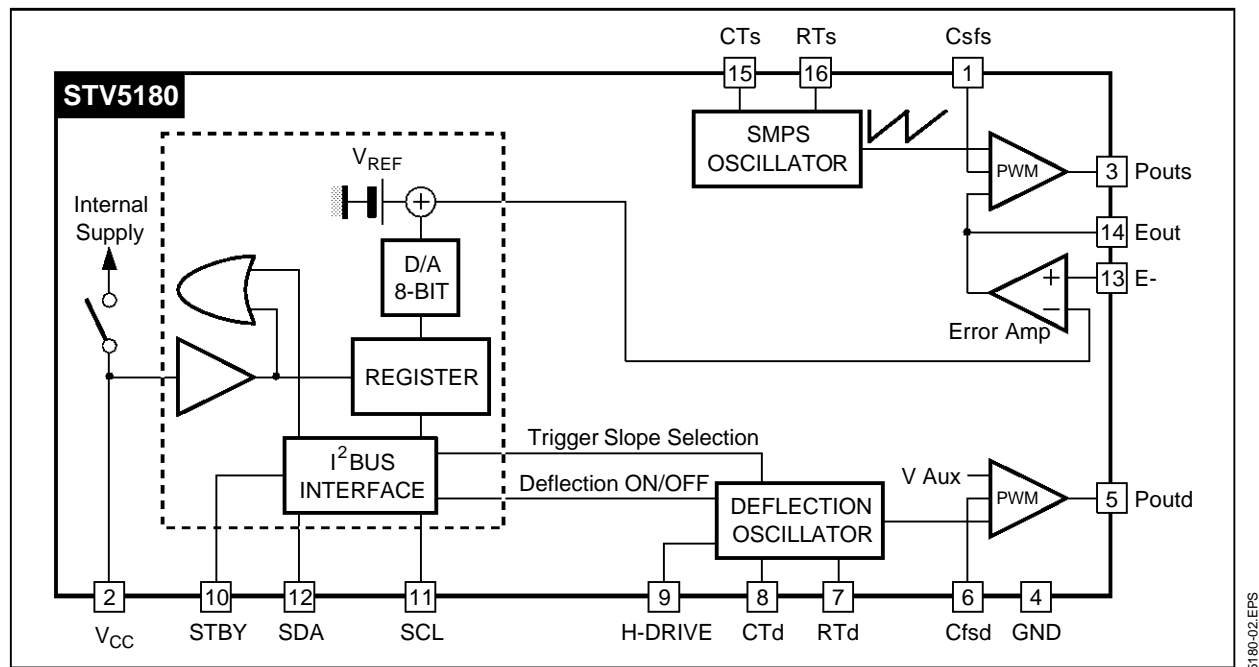 CTs RTs Csfs
15 16 1
STV5180
SMPS
OSCILLATOR
VREF
PWM
3 Pouts
Internal
Supply
+
14 Eout
D/A
8-BIT
+
13 E-
−
Error Amp
REGISTER
Trigger Slope Selection
I2BUS
INTERFACE
V Aux
Deflection ON/OFF
DEFLECTION
OSCILLATOR
PWM
5 Poutd
2 10 12 11 9 8 7 6 4
VCC STBY SDA SCL H-DRIVE CTd RTd Cfsd GND
5180-02.EPS